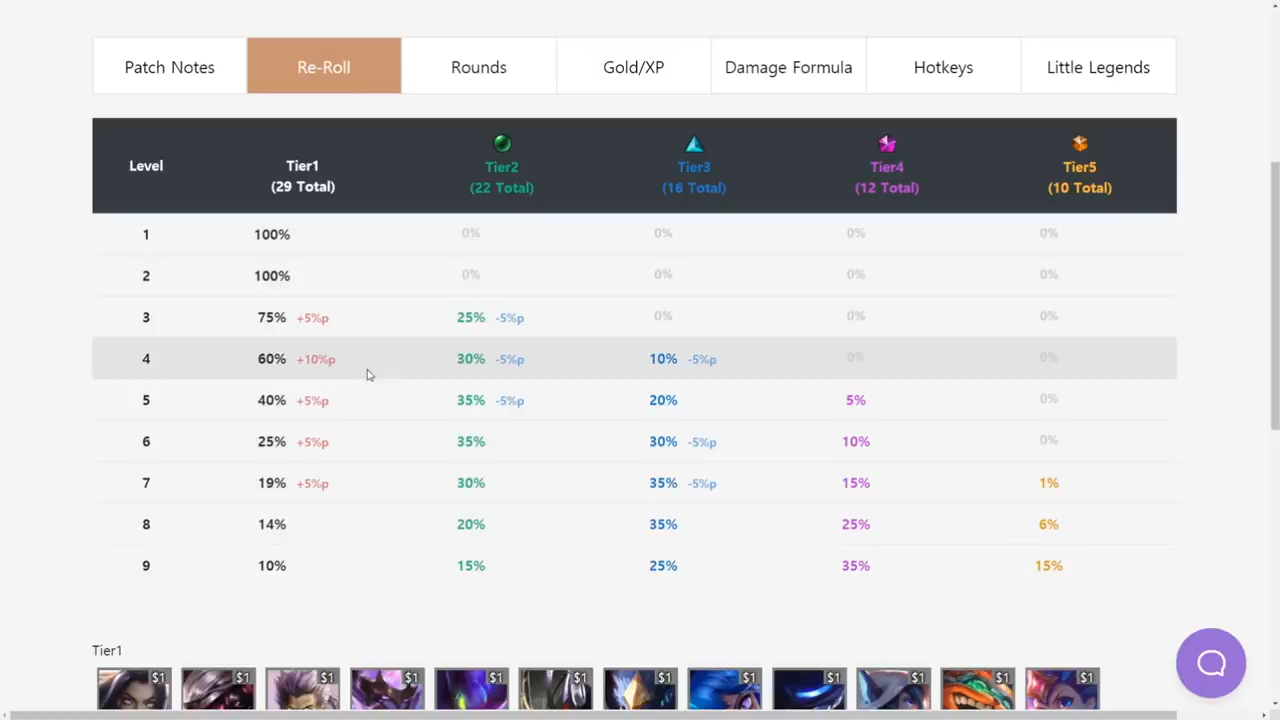 Patch Notes Re-Roll Rounds Gold/XP Damage Formula Hotkeys Little Legends
Level Tier1 Tier2 Tier3 Tier4 Tier5
(29 Total) (22 Total) (16 Total) (12 Total) (10 Total)
1 100% 0% 0% 0% 0%
2 100% 0% 0% 0% 0%
3 75% +5%p 25% -5%p 0% 0% 0%
4 60% +10%p 30% -5%p 10% -5%p 0% 0%
5 40% +5%p 35% -5%p 20% 5% 0%
6 25% +5%p 35% 30% -5%p 10% 0%
7 19% +5%p 30% 35% -5%p 15% 1%
8 14% 20% 35% 25% 6%
9 10% 15% 25% 35% 15%
Tier1
$1 $1 $1 $1 $1 $1 $1 $1 $1 $1 $1 $1